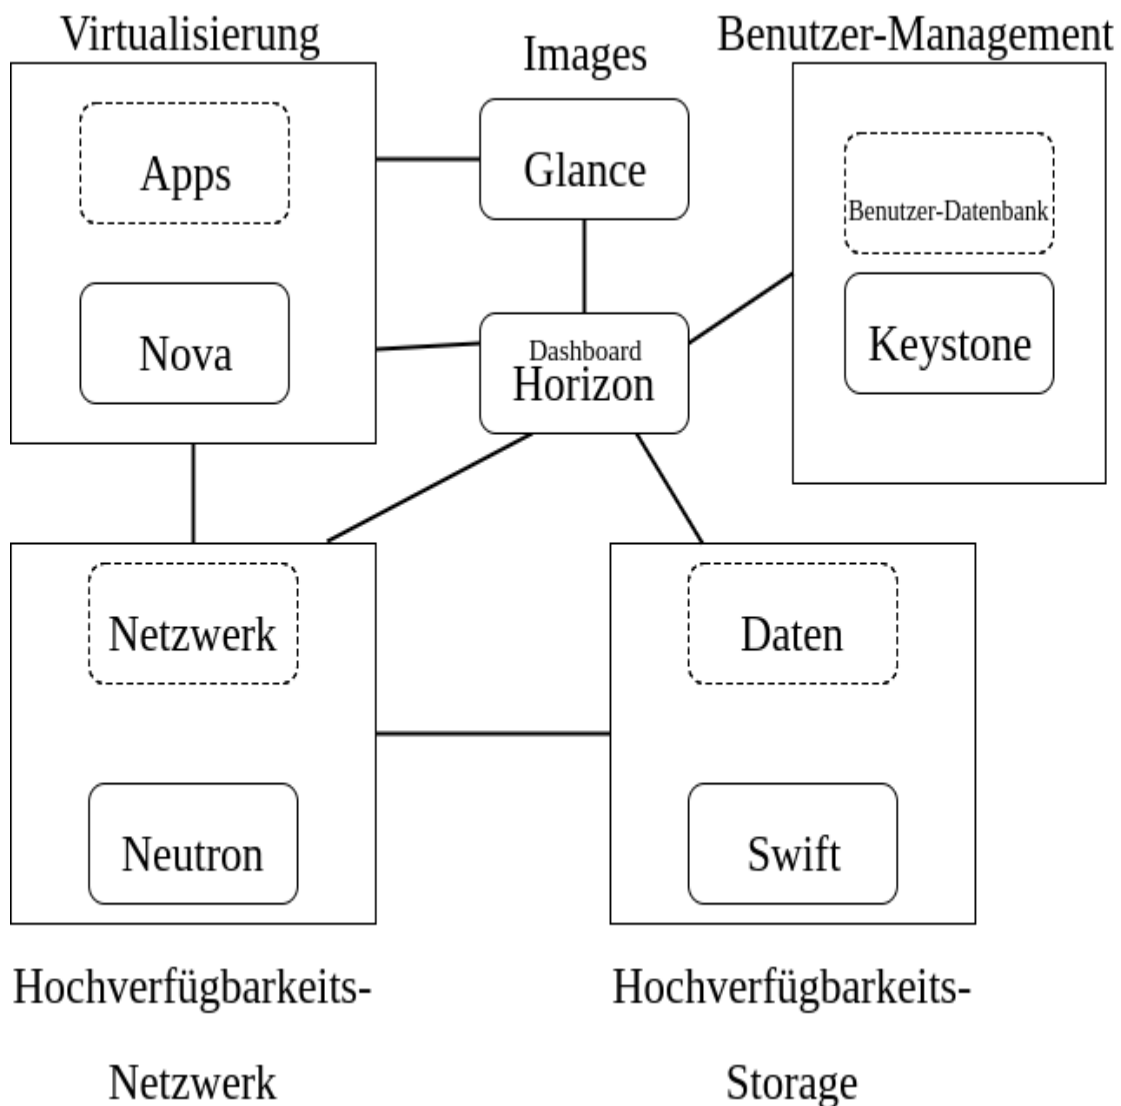 Virtualisierung
Images
Benutzer-Management
Apps
Glance
Benutzer-Datenbank
Nova
Dashboard
Horizon
Keystone
Netzwerk
Daten
Neutron
Swift
Hochverfügbarkeits-
Netzwerk
Hochverfügbarkeits-
Storage